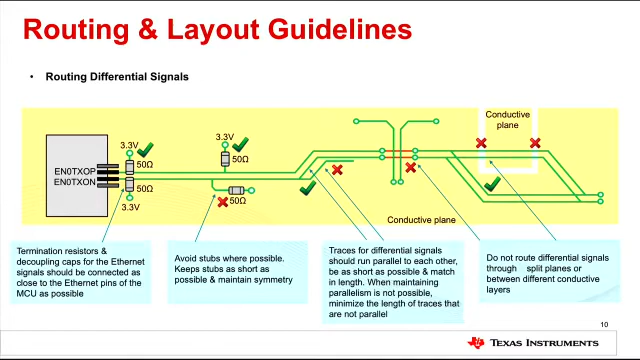 Routing & Layout Guidelines
• Routing Differential Signals
Conductive
plane
3.3V
3.3V
50Ω
50Ω
EN0TXOP
EN0TXON
50Ω
50Ω
3.3V
Conductive plane
Termination resistors &
decoupling caps for the Ethernet
signals should be connected as
close to the Ethernet pins of the
MCU as possible
Avoid stubs where possible.
Keeps stubs as short as
possible & maintain symmetry
Traces for differential signals
should run parallel to each other,
be as short as possible & match
in length. When maintaining
parallelism is not possible,
minimize the length of traces that
are not parallel
Do not route differential signals
through split planes or
between different conductive
layers
10
TEXAS INSTRUMENTS